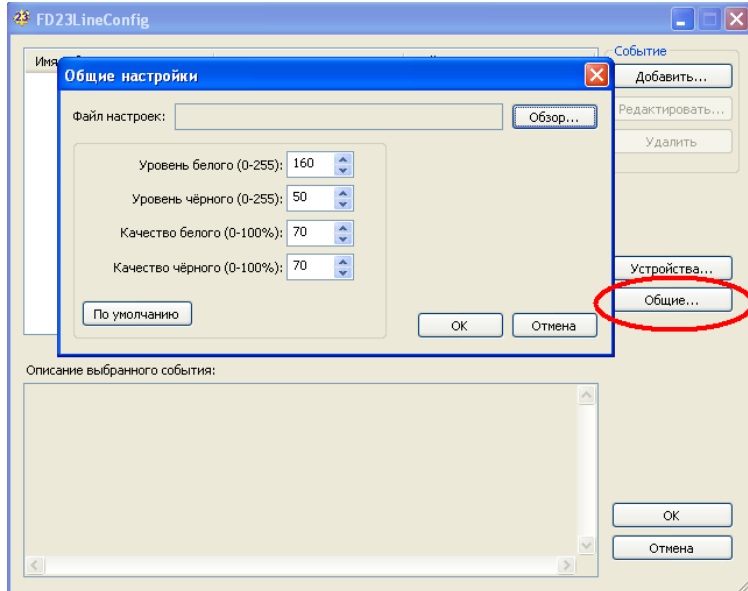 FD23LineConfig
Событие
Имя
Общие настройки
Добавить...
Файл настроек:
Обзор...
Редактировать...
Удалить
Уровень белого (0-255): 160
Уровень чёрного (0-255): 50
Качество белого (0-100%): 70
Качество чёрного (0-100%): 70
Устройства...
Общие...
По умолчанию
OK
Отмена
Описание выбранного события:
OK
Отмена